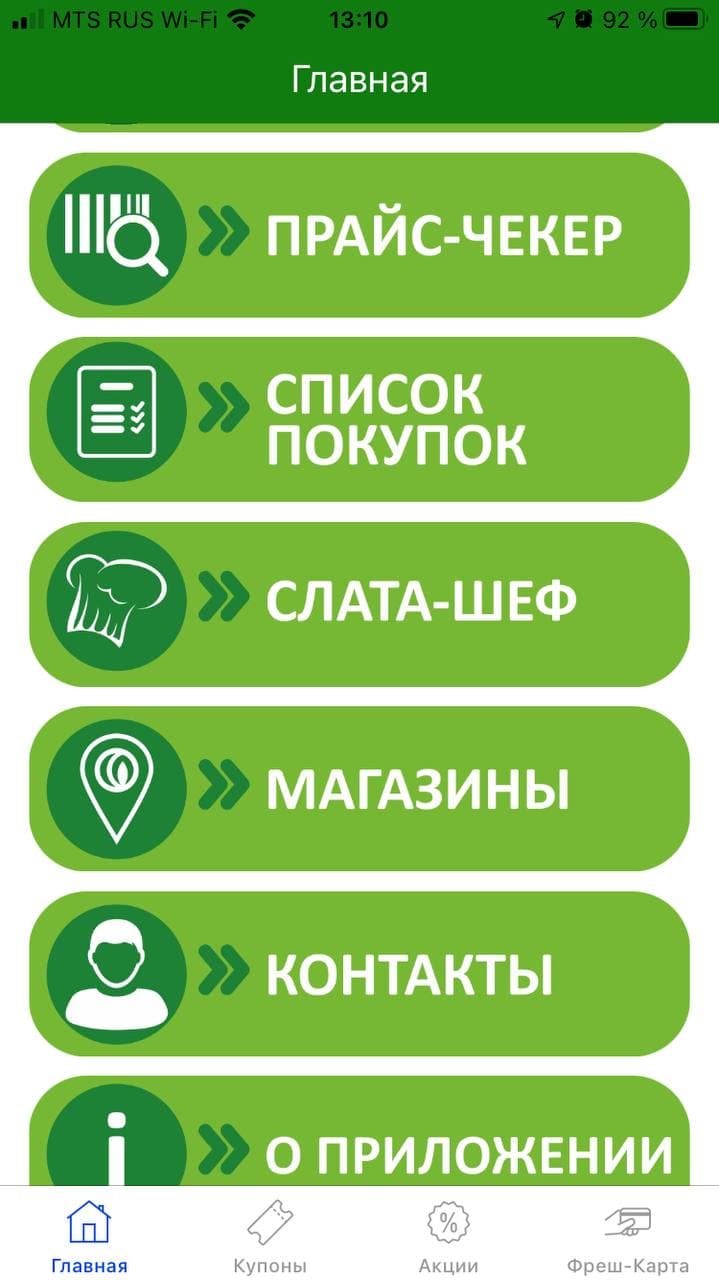 MTS RUS Wi-Fi 13:10 92 %
Главная
ПРАЙС-ЧЕКЕР
СПИСОК
ПОКУПОК
СЛАТА-ШЕФ
МАГАЗИНЫ
КОНТАКТЫ
О ПРИЛОЖЕНИИ
%
Главная Купоны Акции Фреш-Карта